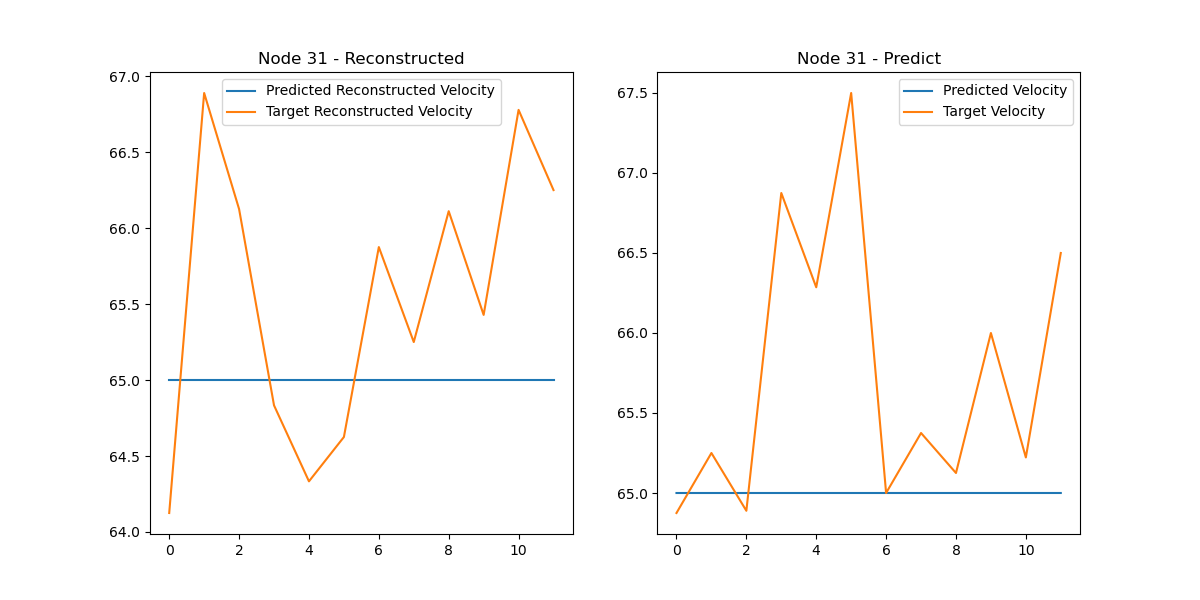 Node 31 - Reconstructed
67.0
66.5
66.0
65.5
65.0
64.5
64.0
0 2 4 6 8 10
Predicted Reconstructed Velocity
Target Reconstructed Velocity
Node 31 - Predict
67.5
67.0
66.5
66.0
65.5
65.0
0 2 4 6 8 10
Predicted Velocity
Target Velocity